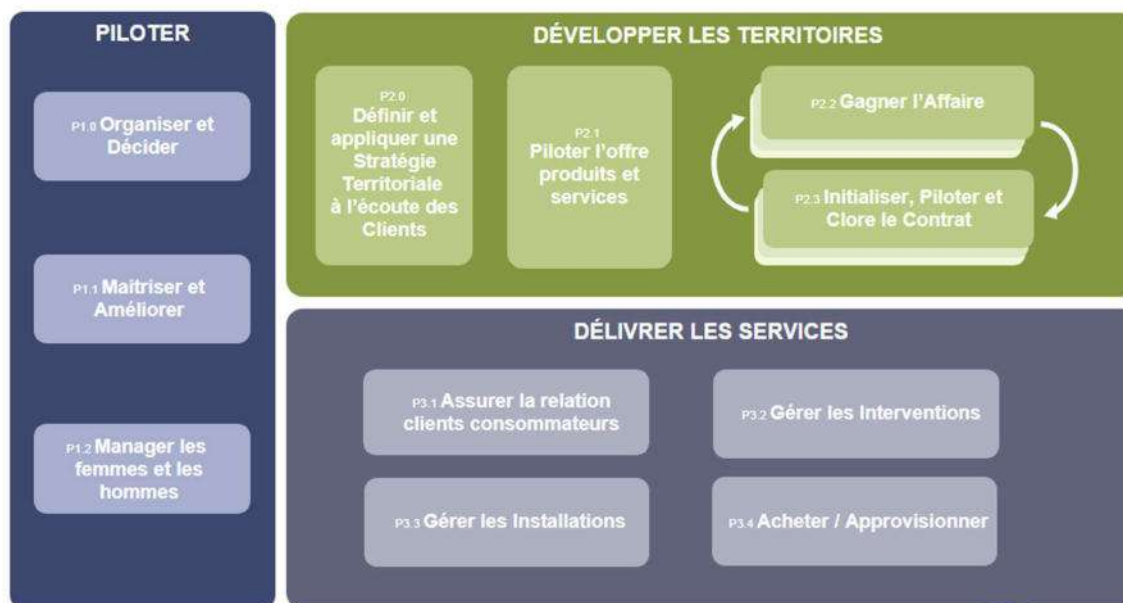 PILOTER
P1.0 Organiser et
Décider
P1.1 Maitriser et
Améliorer
P1.2 Manager les
femmes et les
hommes
DÉVELOPPER LES TERRITOIRES
P2.0
Définir et
appliquer une
Stratégie
Territoriale
à l'écoute des
Clients
P2.1
Piloter l'offre
produits et
services
P2.2 Gagner l'Affaire
P2.3 Initialiser, Piloter et
Clore le Contrat
DÉLIVRER LES SERVICES
P3.1 Assurer la relation
clients consommateurs
P3.2 Gérer les Interventions
P3.3 Gérer les Installations
P3.4 Acheter / Approvisionner